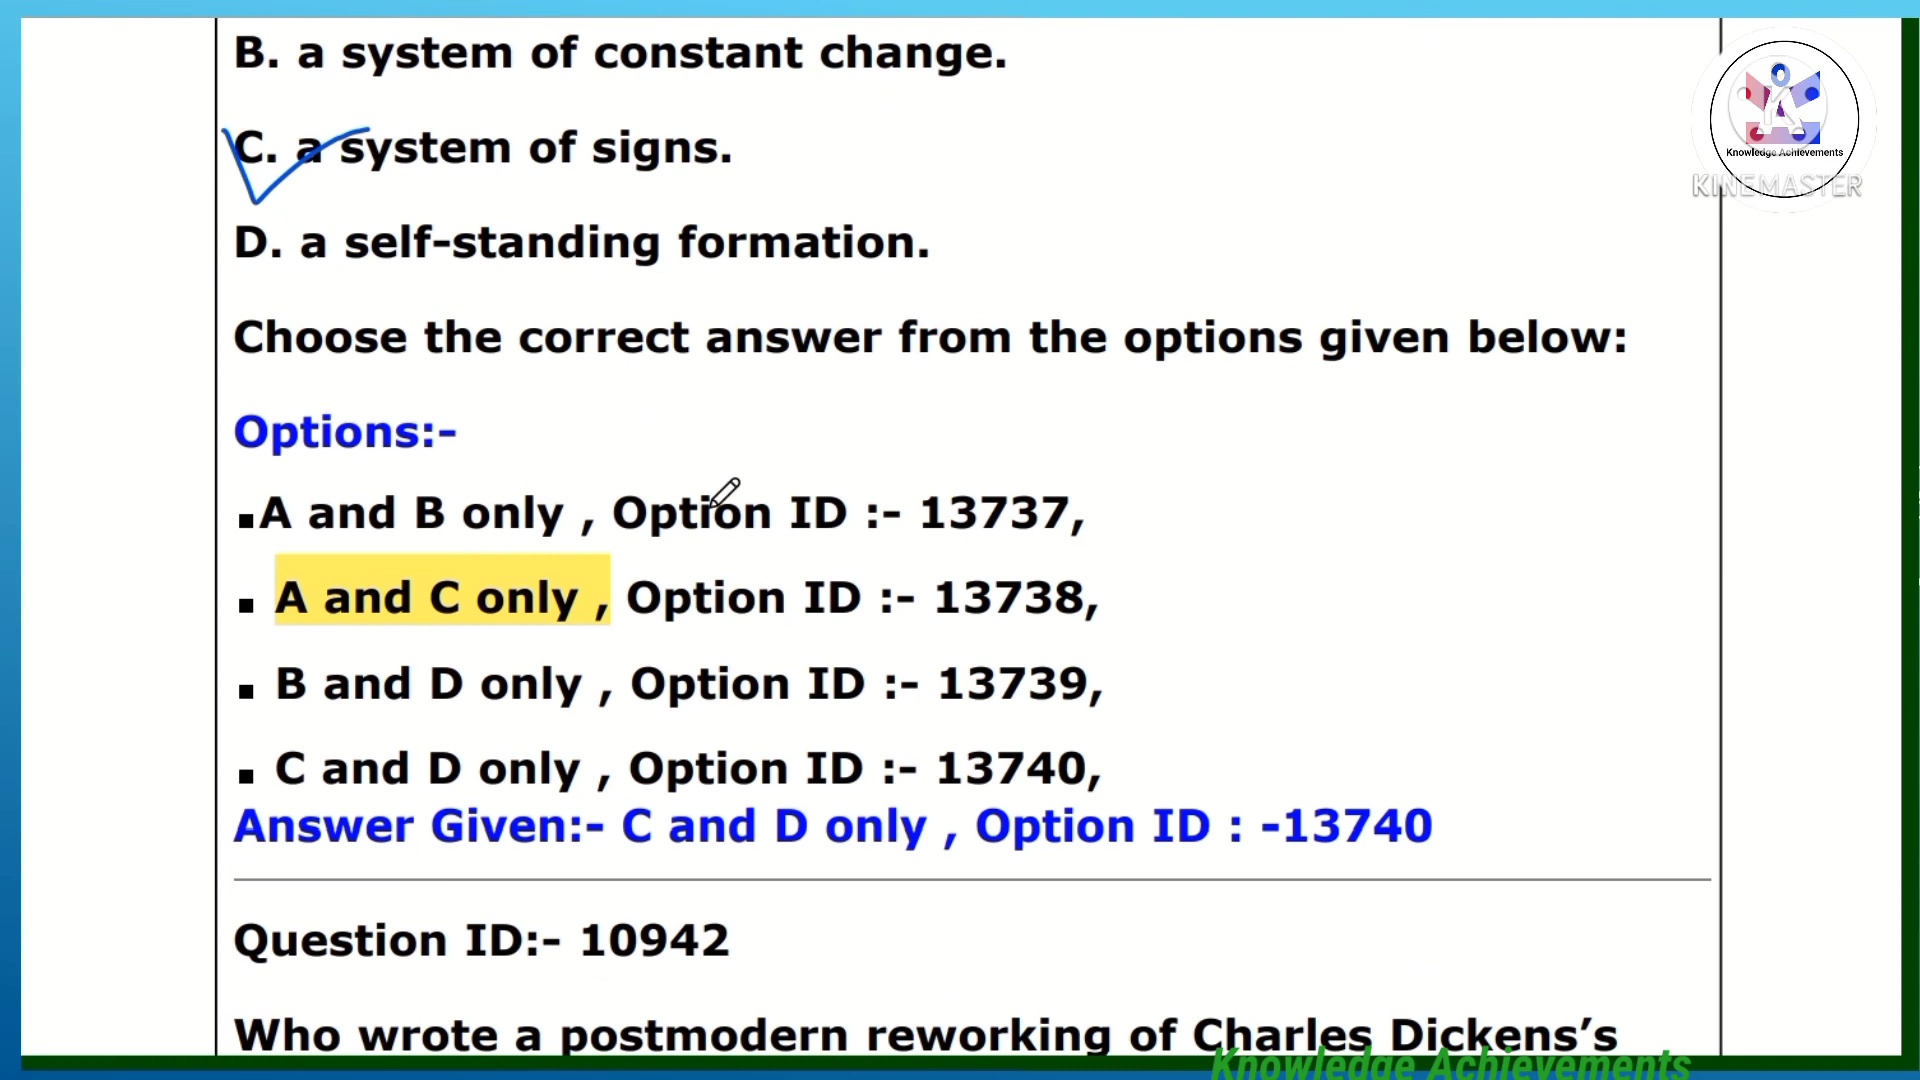 B. a system of constant change.
C. a system of signs.
D. a self-standing formation.
Choose the correct answer from the options given below:
Options:-
▪A and B only , Option ID :- 13737,
▪ A and C only , Option ID :- 13738,
▪ B and D only , Option ID :- 13739,
▪ C and D only , Option ID :- 13740,
Answer Given:- C and D only , Option ID : -13740
Question ID:- 10942
Who wrote a postmodern reworking of Charles Dickens’s
Knowledge Achievements
KINEMASTER
Knowledge Achievements